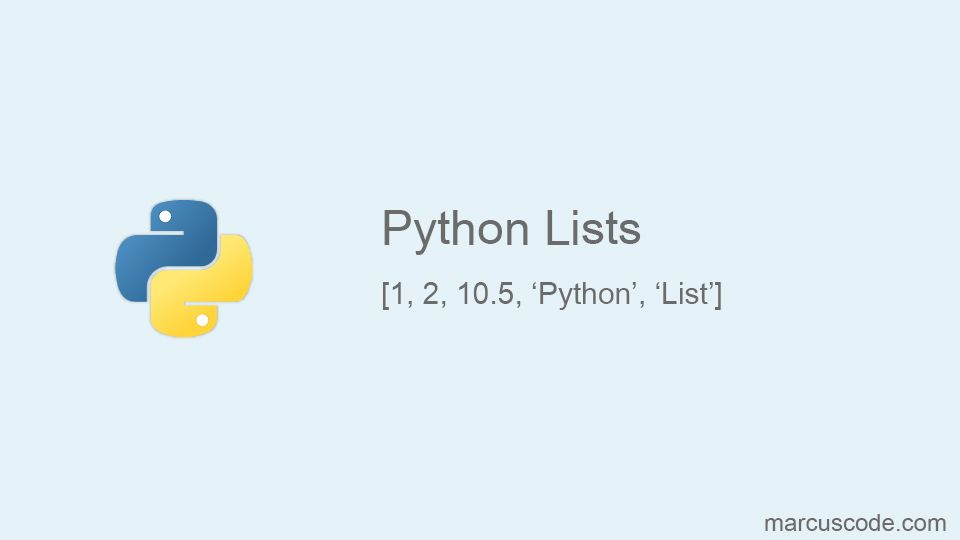 Python Lists
[1, 2, 10.5, ‘Python’, ‘List’]
marcuscode.com